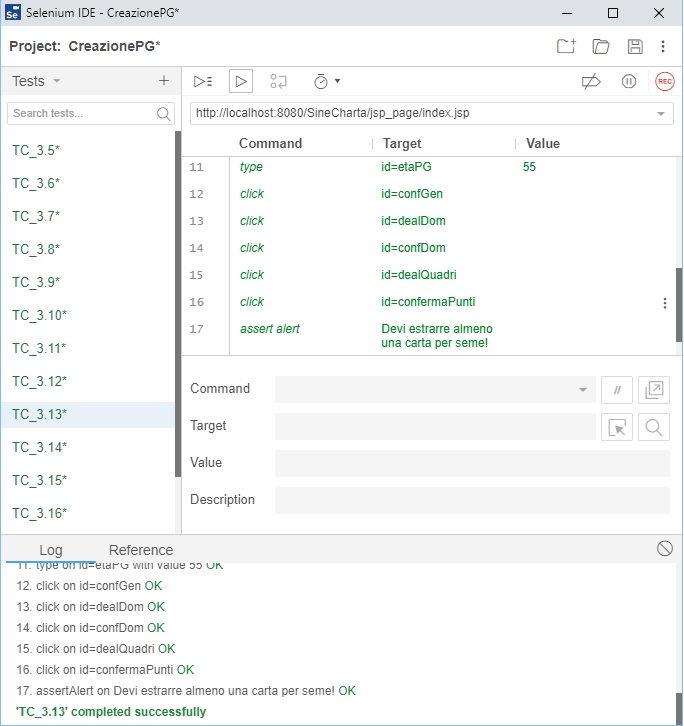 Selenium IDE - CreazionePG*
Project: CreazionePG*
Tests
http://localhost:8080/SineCharta/jsp_page/index.jsp
REC
Search tests...
TC_3.5*
TC_3.6*
TC_3.7*
TC_3.8*
TC_3.9*
TC_3.10*
TC_3.11*
TC_3.12*
TC_3.13*
TC_3.14*
TC_3.15*
TC_3.16*
Command Target Value
11 type id=etaPG 55
12 click id=confGen
13 click id=dealDom
14 click id=confDom
15 click id=dealQuadri
16 click id=confermaPunti
17 assert alert Devi estrarre almeno
una carta per seme!
Command
//
Target
Value
Description
Log Reference
11. type on id=etaPG with value 55 OK
12. click on id=confGen OK
13. click on id=dealDom OK
14. click on id=confDom OK
15. click on id=dealQuadri OK
16. click on id=confermaPunti OK
17. assertAlert on Devi estrarre almeno una carta per seme! OK
'TC_3.13' completed successfully